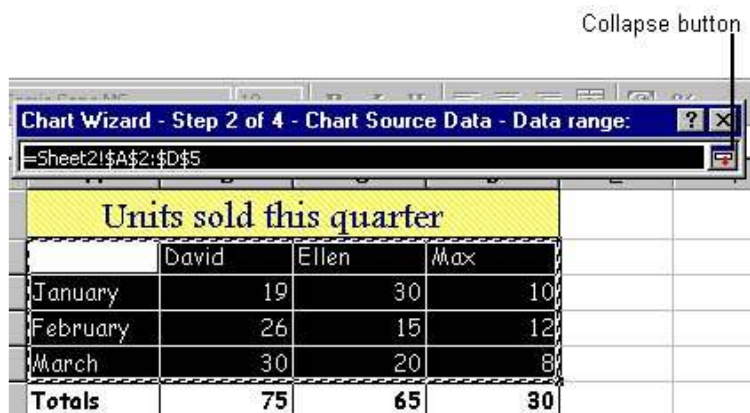 Collapse button
Chart Wizard - Step 2 of 4 - Chart Source Data - Data range: ? ×
=Sheet2!$A$2:$D$5
Units sold this quarter
David Ellen Max
January 19 30 10
February 26 15 12
March 30 20 8
Totals 75 65 30